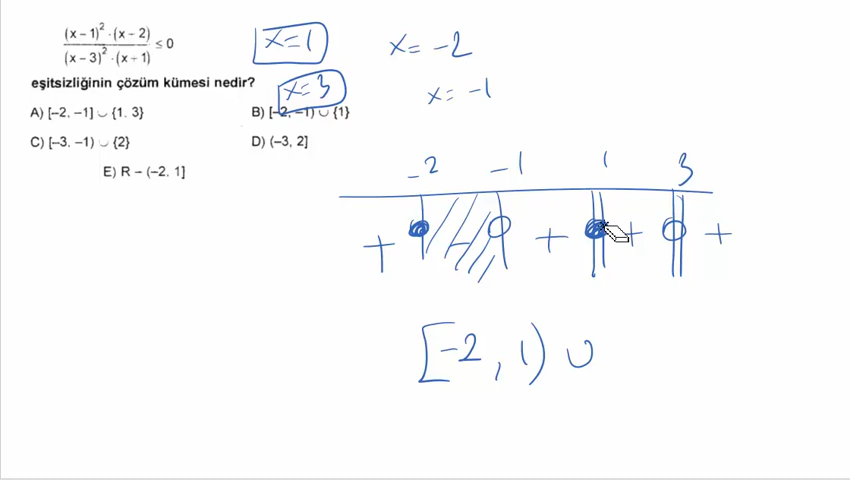 (x – 1)² · (x – 2)
(x – 3)² · (x + 1) ≤ 0
eşitsizliğinin çözüm kümesi nedir?
A) [–2, –1] ∪ {1. 3}
B) [–2, –1) ∪ {1}
C) [–3. –1) ∪ {2}
D) (–3, 2]
E) R – (–2. 1]
x=1
x=3
x= -2
x= -1
-2 -1 1 3
+ + + +
[-2, 1) ∪